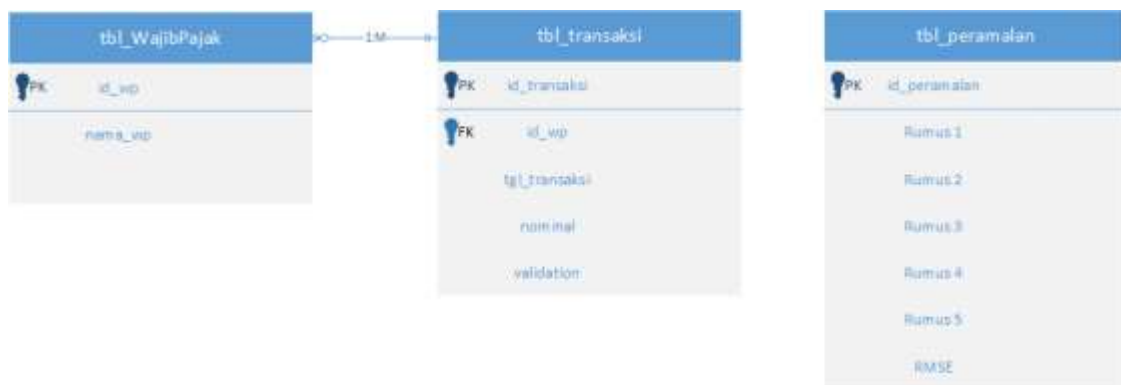 tbl_WajibPajak
PK id_wp
nama_wp
1:M
tbl_transaksi
PK id_transaksi
FK id_wp
tgl_transaksi
nominal
validation
tbl_peramalan
PK id_peramalan
Rumus 1
Rumus 2
Rumus 3
Rumus 4
Rumus 5
RMSE